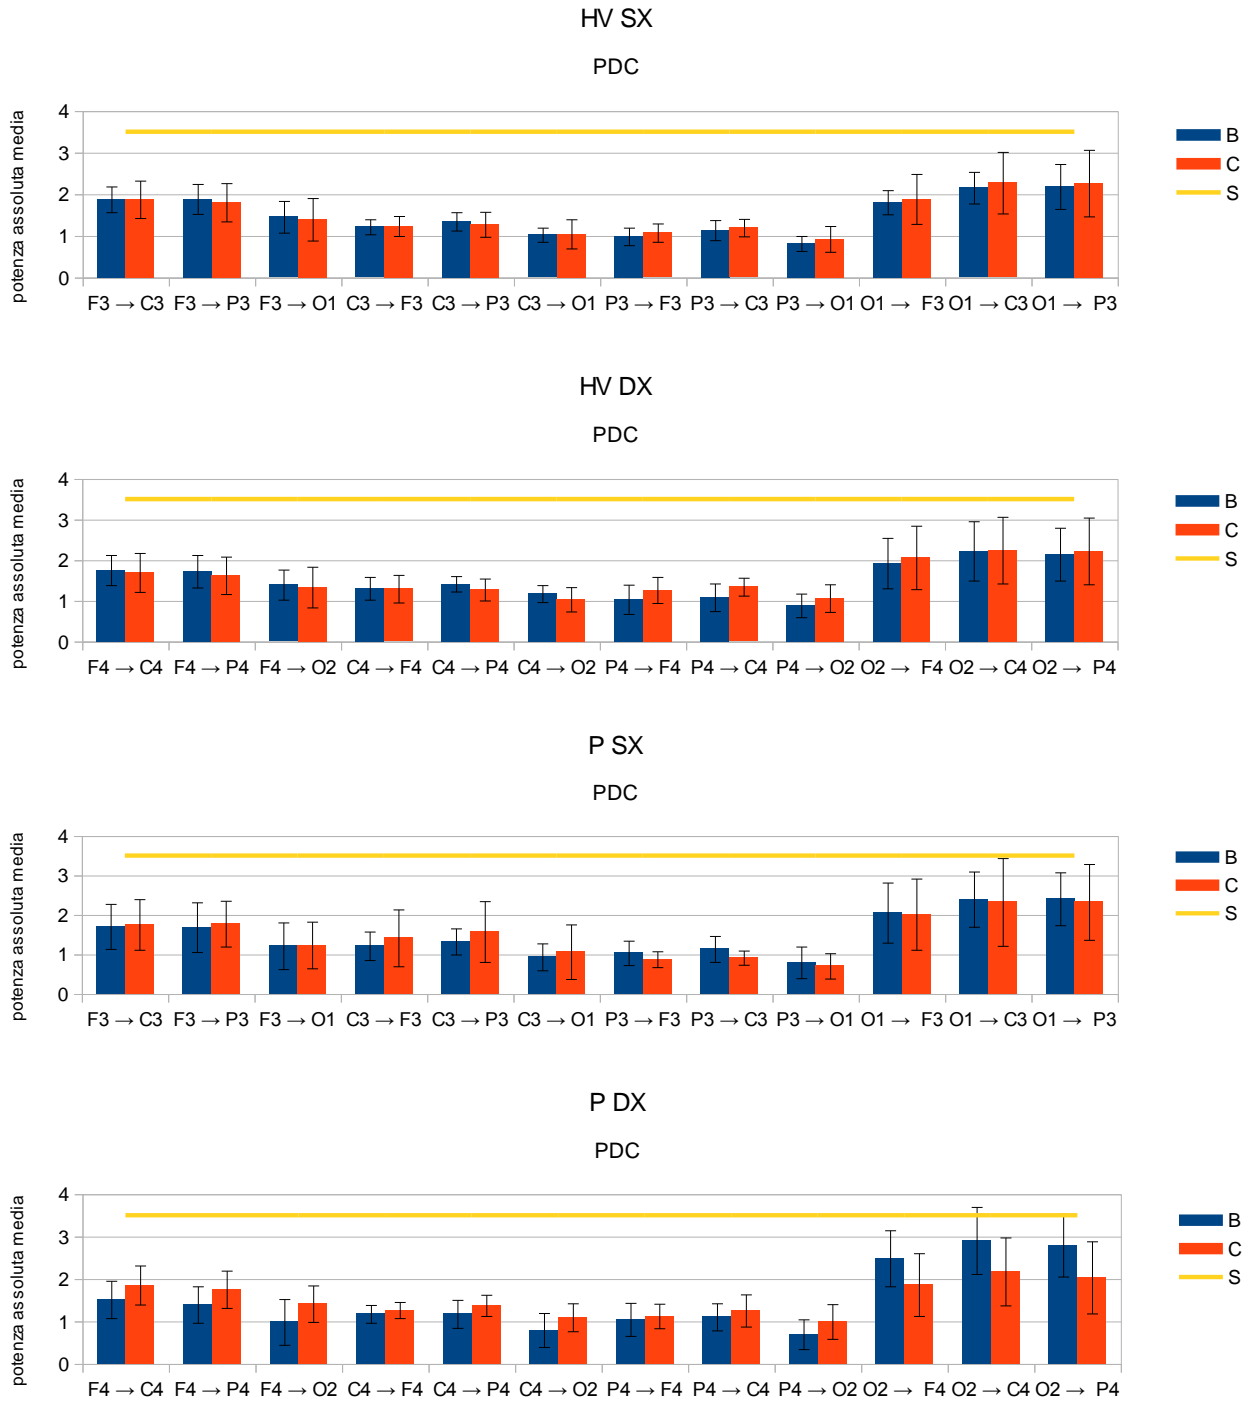 HV SX
PDC
potenza assoluta media
4
3
2
1
0
F3 → C3 F3 → P3 F3 → O1 C3 → F3 C3 → P3 C3 → O1 P3 → F3 P3 → C3 P3 → O1 O1 → F3 O1 → C3 O1 → P3
B
C
S
HV DX
PDC
potenza assoluta media
4
3
2
1
0
F4 → C4 F4 → P4 F4 → O2 C4 → F4 C4 → P4 C4 → O2 P4 → F4 P4 → C4 P4 → O2 O2 → F4 O2 → C4 O2 → P4
B
C
S
P SX
PDC
potenza assoluta media
4
3
2
1
0
F3 → C3 F3 → P3 F3 → O1 C3 → F3 C3 → P3 C3 → O1 P3 → F3 P3 → C3 P3 → O1 O1 → F3 O1 → C3 O1 → P3
B
C
S
P DX
PDC
potenza assoluta media
4
3
2
1
0
F4 → C4 F4 → P4 F4 → O2 C4 → F4 C4 → P4 C4 → O2 P4 → F4 P4 → C4 P4 → O2 O2 → F4 O2 → C4 O2 → P4
B
C
S